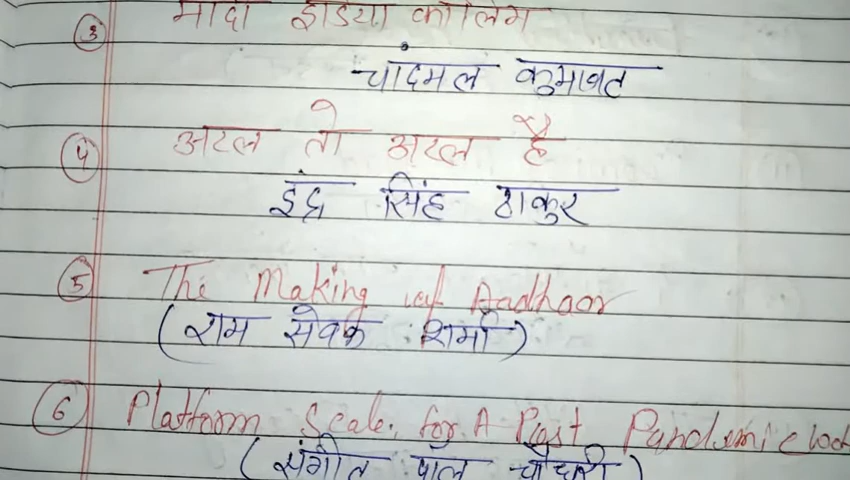 ③ मोदी इंडिया कॉलिंग
चांदमल कुमावत
④ अटल तो अटल है
इंद्र सिंह ठाकुर
⑤ The Making of Aadhaar
(राम सेवक शर्मा)
⑥ Platform Scale: for A Post Pandemic
(संगीत पॉल चौधरी)